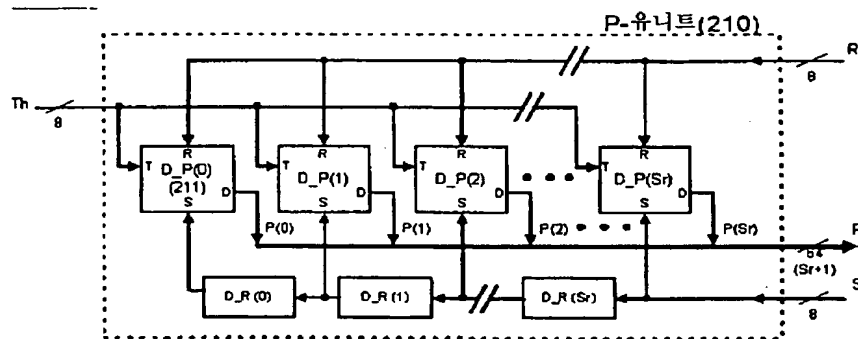 P-유니트(210)
R
8
Th
8
R
T
D_P(0)
(211)
D
S
R
T
D_P(1)
D
S
R
T
D_P(2)
D
S
R
T
D_P(Sr)
D
S
P(0)
P(1)
P(2)
P(Sr)
P
64
(Sr+1)
D_R(0)
D_R(1)
D_R(Sr)
S
8